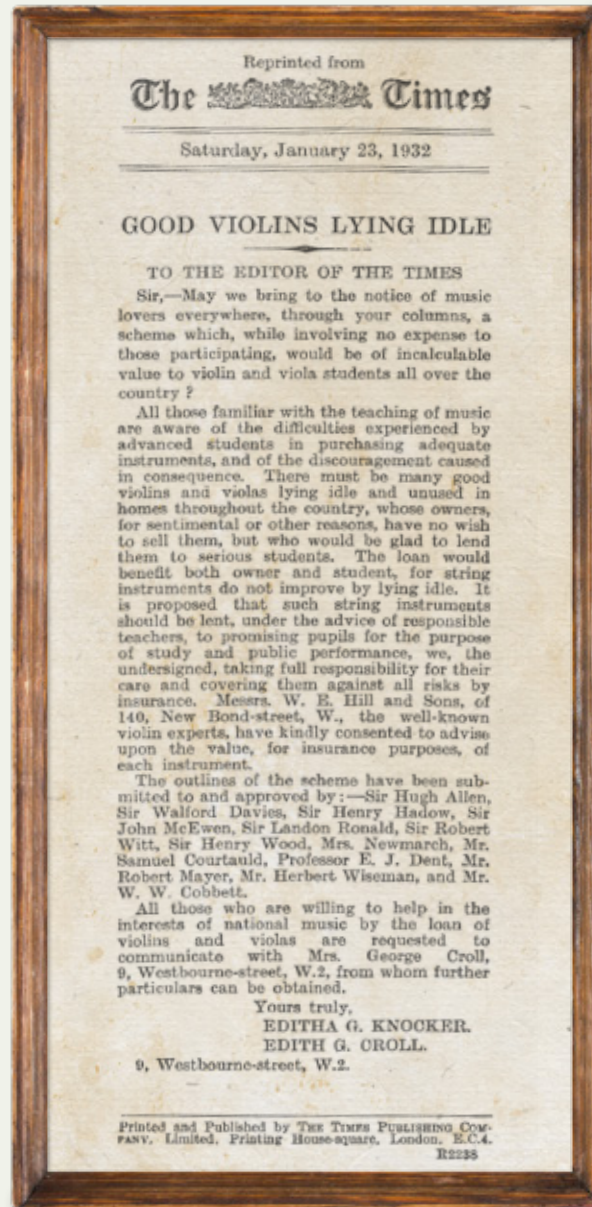 Reprinted from
The Times
Saturday, January 23, 1932
GOOD VIOLINS LYING IDLE
TO THE EDITOR OF THE TIMES
Sir,—May we bring to the notice of music
lovers everywhere, through your columns, a
scheme which, while involving no expense to
those participating, would be of incalculable
value to violin and viola students all over the
country ?
All those familiar with the teaching of music
are aware of the difficulties experienced by
advanced students in purchasing adequate
instruments, and of the discouragement caused
in consequence. There must be many good
violins and violas lying idle and unused in
homes throughout the country, whose owners,
for sentimental or other reasons, have no wish
to sell them, but who would be glad to lend
them to serious students. The loan would
benefit both owner and student, for string
instruments do not improve by lying idle. It
is proposed that such string instruments
should be lent, under the advice of responsible
teachers, to promising pupils for the purpose
of study and public performance, we, the
undersigned, taking full responsibility for their
care and covering them against all risks by
insurance. Messrs. W. E. Hill and Sons, of
140, New Bond-street, W., the well-known
violin experts, have kindly consented to advise
upon the value, for insurance purposes, of
each instrument.
The outlines of the scheme have been sub-
mitted to and approved by :—Sir Hugh Allen,
Sir Walford Davies, Sir Henry Hadow, Sir
John McEwen, Sir Landon Ronald, Sir Robert
Witt, Sir Henry Wood, Mrs. Newmarch, Mr.
Samuel Courtauld, Professor E. J. Dent, Mr.
Robert Mayer, Mr. Herbert Wiseman, and Mr.
W. W. Cobbett.
All those who are willing to help in the
interests of national music by the loan of
violins and violas are requested to
communicate with Mrs. George Croll,
9, Westbourne-street, W.2, from whom further
particulars can be obtained.
Yours truly,
EDITHA G. KNOCKER.
EDITH G. CROLL.
9, Westbourne-street, W.2.
Printed and Published by THE TIMES PUBLISHING COM-
PANY, Limited, Printing House-square, London, E.C.4.
R2238